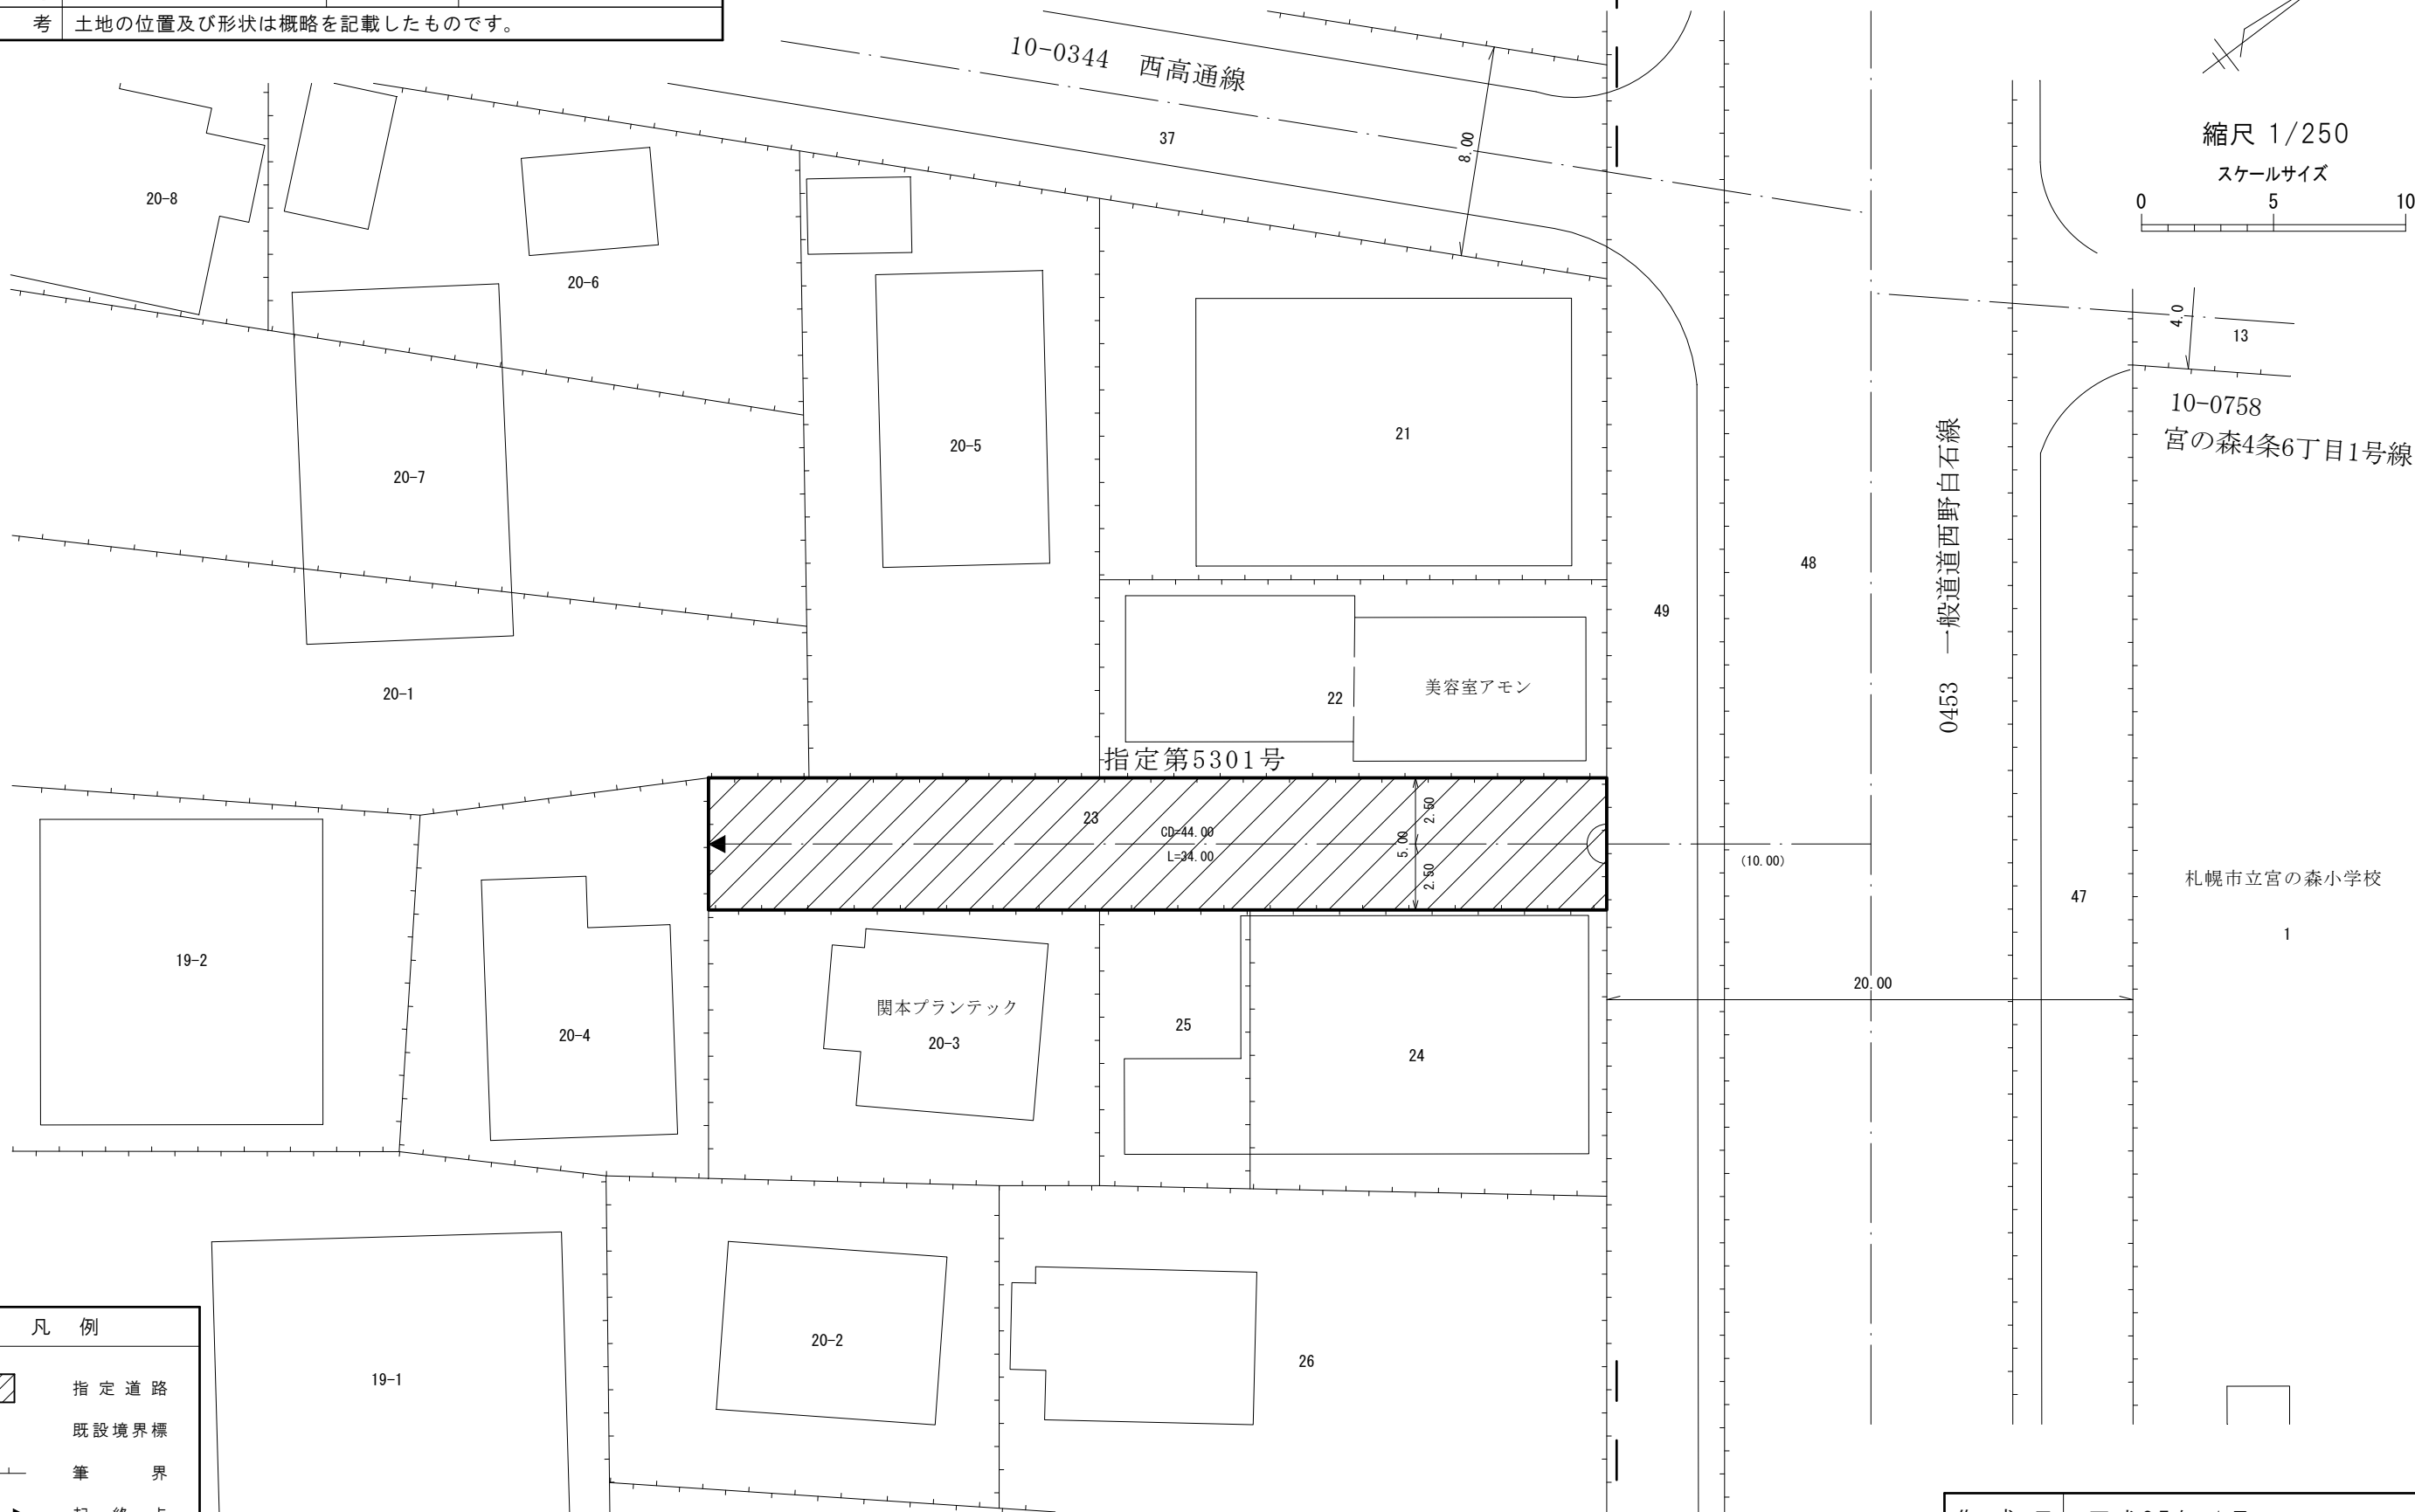 考 土地の位置及び形状は概略を記載したものです。
10-0344 西高通線
37
8.00
縮尺 1/250
スケールサイズ
0 5 10
20-8
20-6
4.0
13
10-0758
宮の森4条6丁目1号線
20-7
20-5
21
48
0453 一般道道西野白石線
49
20-1
22
美容室アモン
指定第5301号
23
CD=44.00
L=34.00
5.00
2.50
2.50
(10.00)
札幌市立宮の森小学校
1
47
19-2
20-4
関本プランテック
20-3
25
24
20.00
20-2
26
19-1
凡例
指定道路
既設境界標
筆界